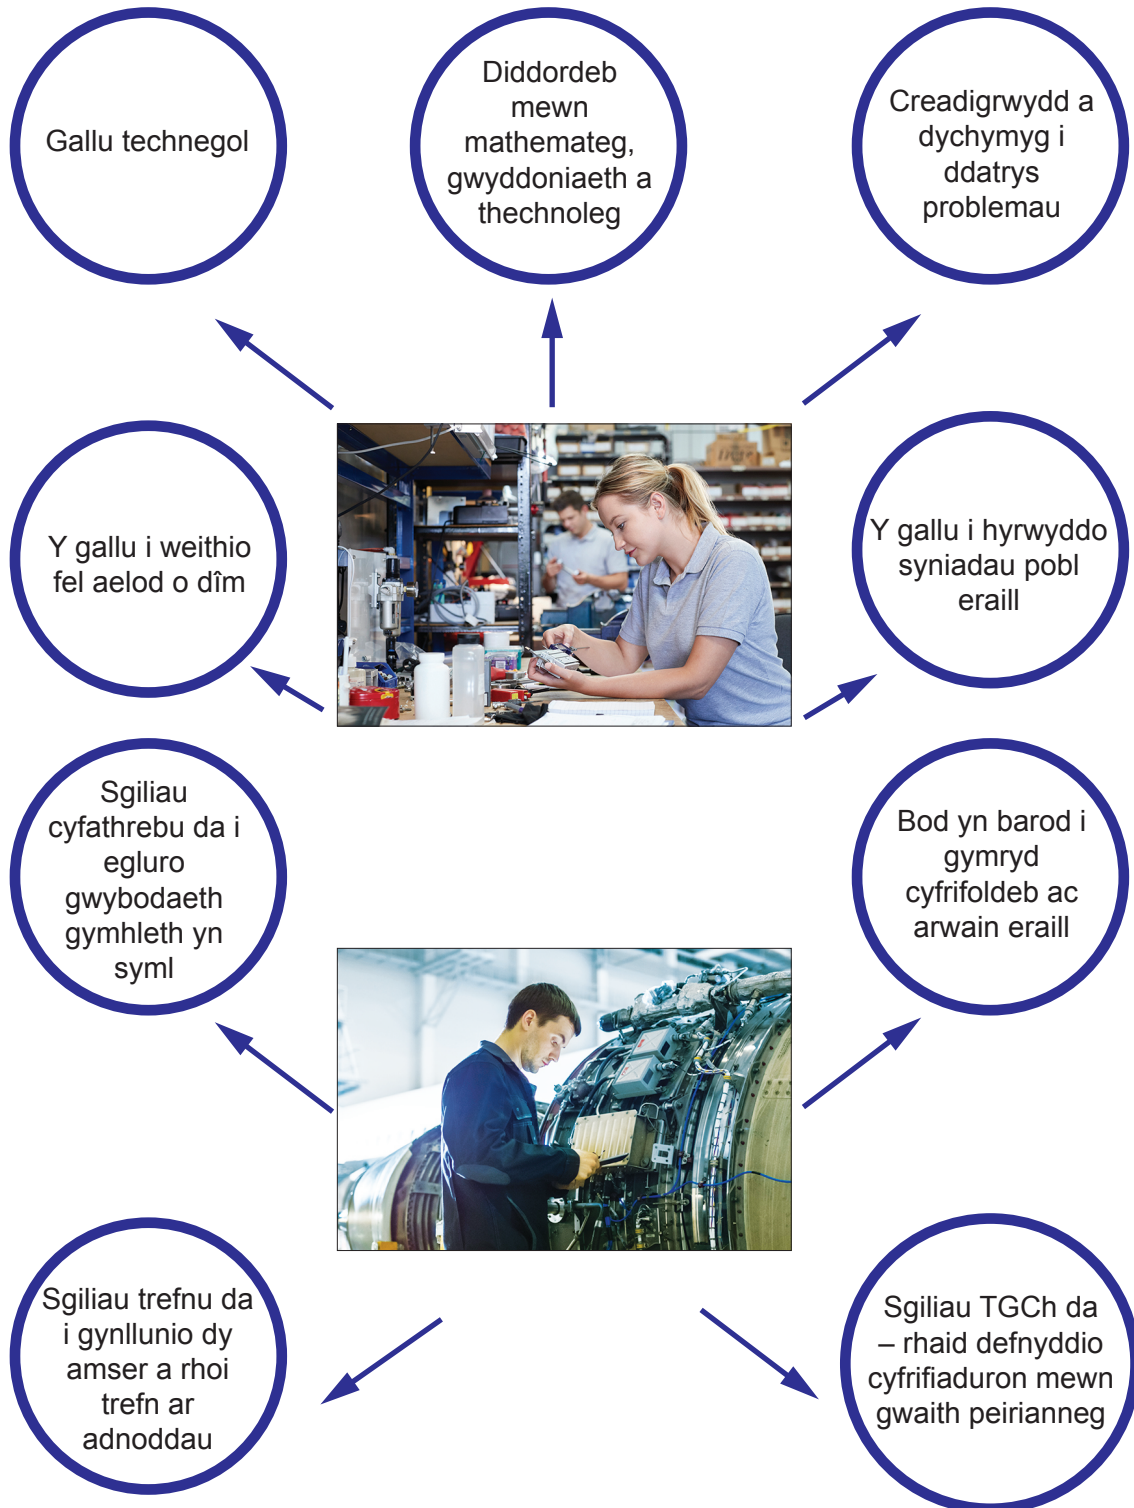 Gallu technegol
Diddordeb
mewn
mathemateg,
gwyddoniaeth a
thechnoleg
Creadigrwydd a
dychymyg i
ddatrys
problemau
Y gallu i weithio
fel aelod o dîm
Y gallu i hyrwyddo
syniadau pobl
eraill
Sgiliau
cyfathrebu da i
egluro
gwybodaeth
gymhleth yn
syml
Bod yn barod i
gymryd
cyfrifoldeb ac
arwain eraill
Sgiliau trefnu da
i gynllunio dy
amser a rhoi
trefn ar
adnoddau
Sgiliau TGCh da
– rhaid defnyddio
cyfrifiaduron mewn
gwaith peirianneg